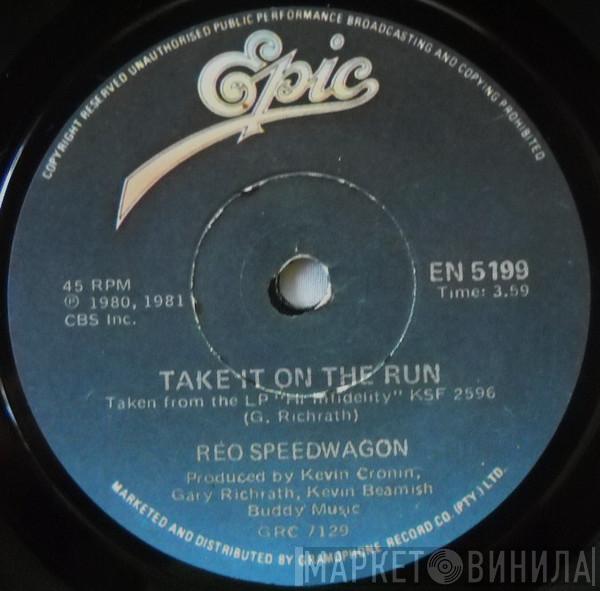 COPYRIGHT RESERVED UNAUTHORISED PUBLIC PERFORMANCE BROADCASTING AND COPYING PROHIBITED
Epic
45 RPM
℗ 1980, 1981
CBS Inc.
EN 5199
Time: 3.59
TAKE IT ON THE RUN
Taken from the LP "Hi Infidelity" KSF 2596
(G. Richrath)
REO SPEEDWAGON
Produced by Kevin Cronin,
Gary Richrath, Kevin Beamish
Buddy Music
GRC 7129
MARKETED AND DISTRIBUTED BY GRAMOPHONE RECORD CO. (PTY) LTD.
МАРКЕТ ВИНИЛА